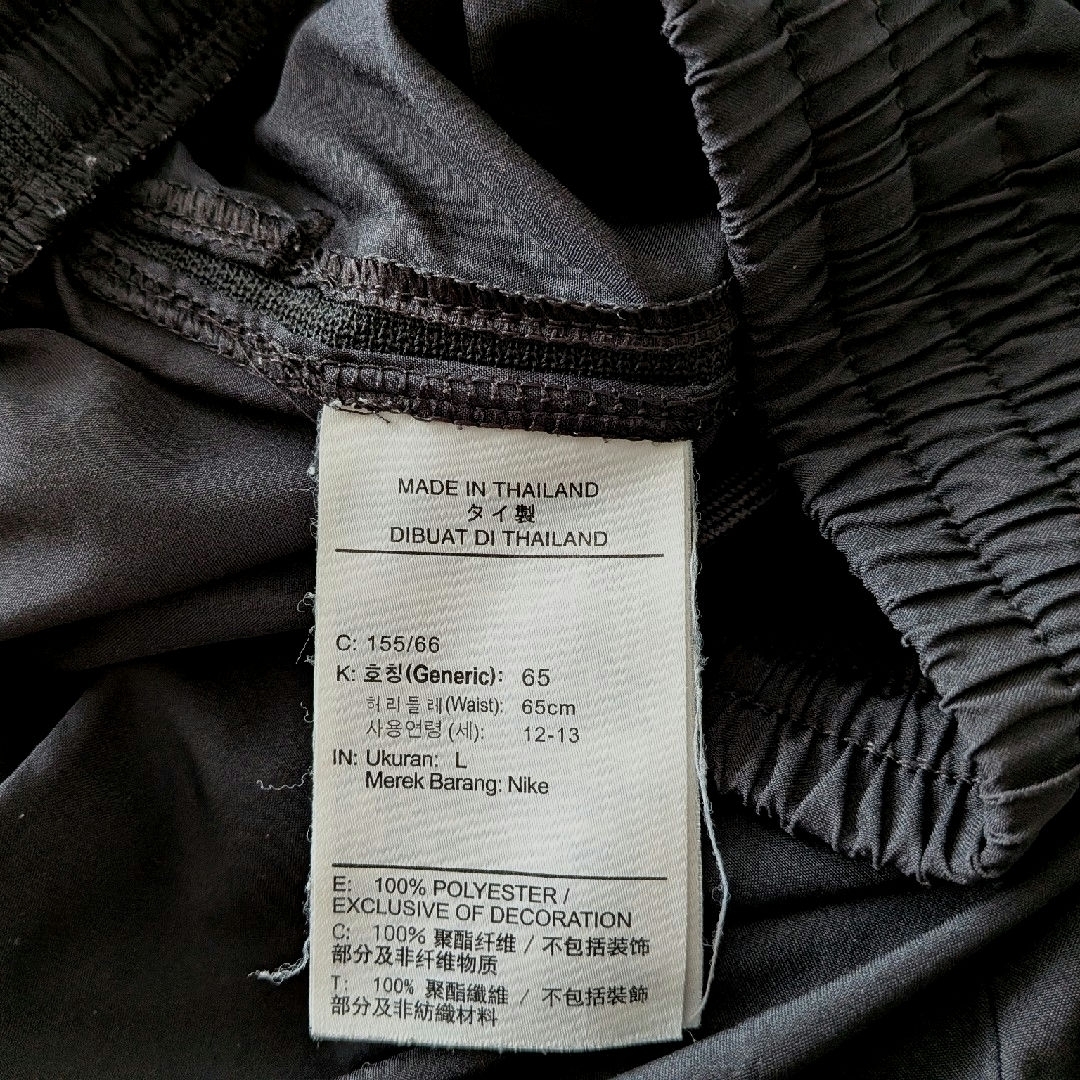 MADE IN THAILAND
タイ製
DIBUAT DI THAILAND
C: 155/66
K: 호칭(Generic): 65
허리둘레(Waist): 65cm
사용연령(세): 12-13
IN: Ukuran: L
Merek Barang: Nike
E: 100% POLYESTER /
EXCLUSIVE OF DECORATION
C: 100% 聚酯纤维 / 不包括装饰
部分及非纤维物质
T: 100% 聚酯纖維 / 不包括裝飾
部分及非紡織材料